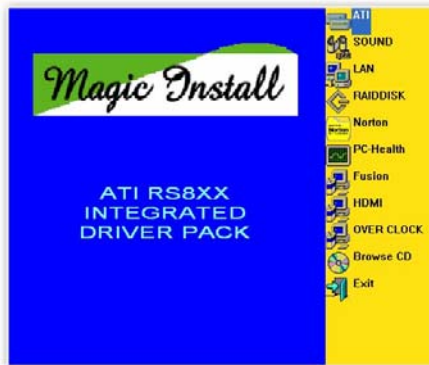 Magic Install
ATI RS8XX
INTEGRATED
DRIVER PACK
ATI
SOUND
LAN
RAIDDISK
Norton
PC-Health
Fusion
HDMI
OVER CLOCK
Browse CD
Exit